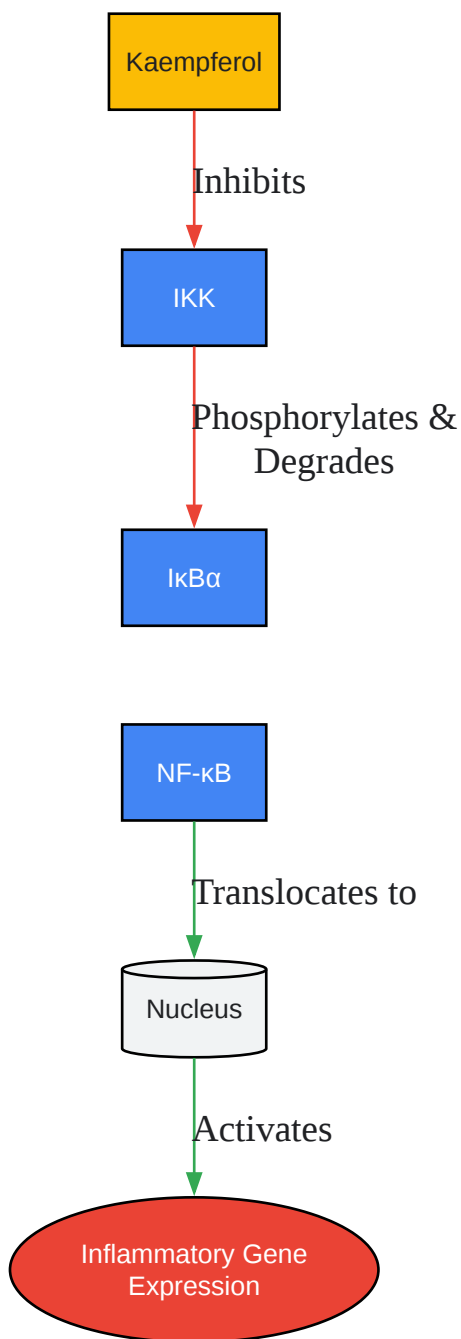 Kaempferol
Inhibits
IKK
Phosphorylates &
Degrades
IκBα
NF-κB
Translocates to
Nucleus
Activates
Inflammatory Gene
Expression